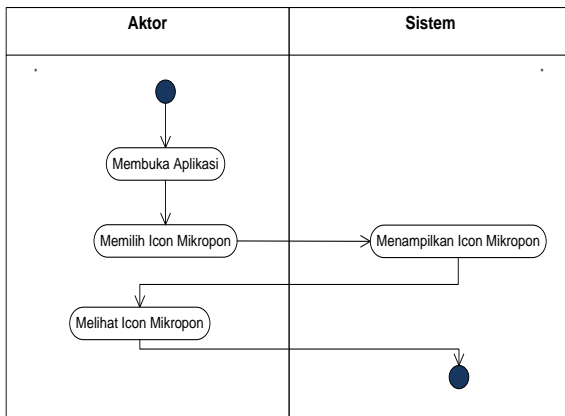 Aktor
Sistem
Membuka Aplikasi
Memilih Icon Mikropon
Menampilkan Icon Mikropon
Melihat Icon Mikropon